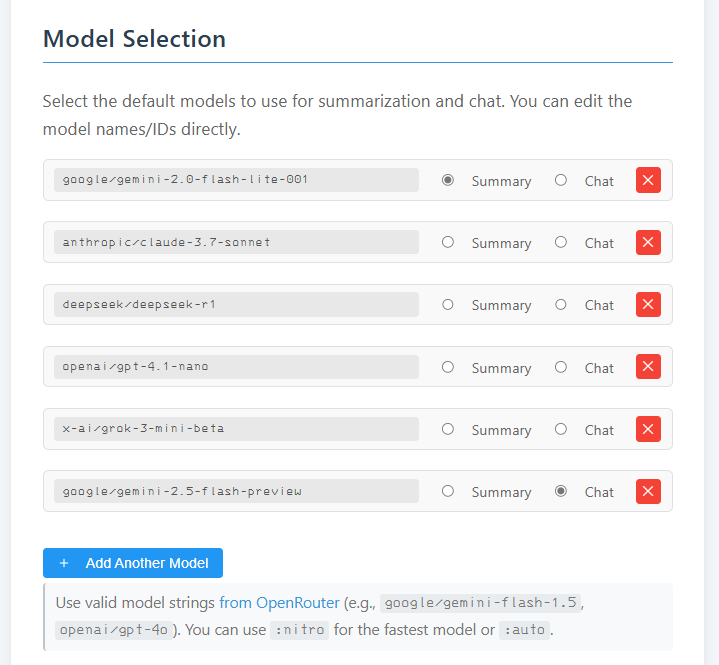 Model Selection
Select the default models to use for summarization and chat. You can edit the
model names/IDs directly.
google/gemini-2.0-flash-lite-001 Summary Chat
anthropic/claude-3.7-sonnet Summary Chat
deepseek/deepseek-r1 Summary Chat
openai/gpt-4.1-nano Summary Chat
x-ai/grok-3-mini-beta Summary Chat
google/gemini-2.5-flash-preview Summary Chat
+ Add Another Model
Use valid model strings from OpenRouter (e.g., google/gemini-flash-1.5,
openai/gpt-4o). You can use :nitro for the fastest model or :auto.